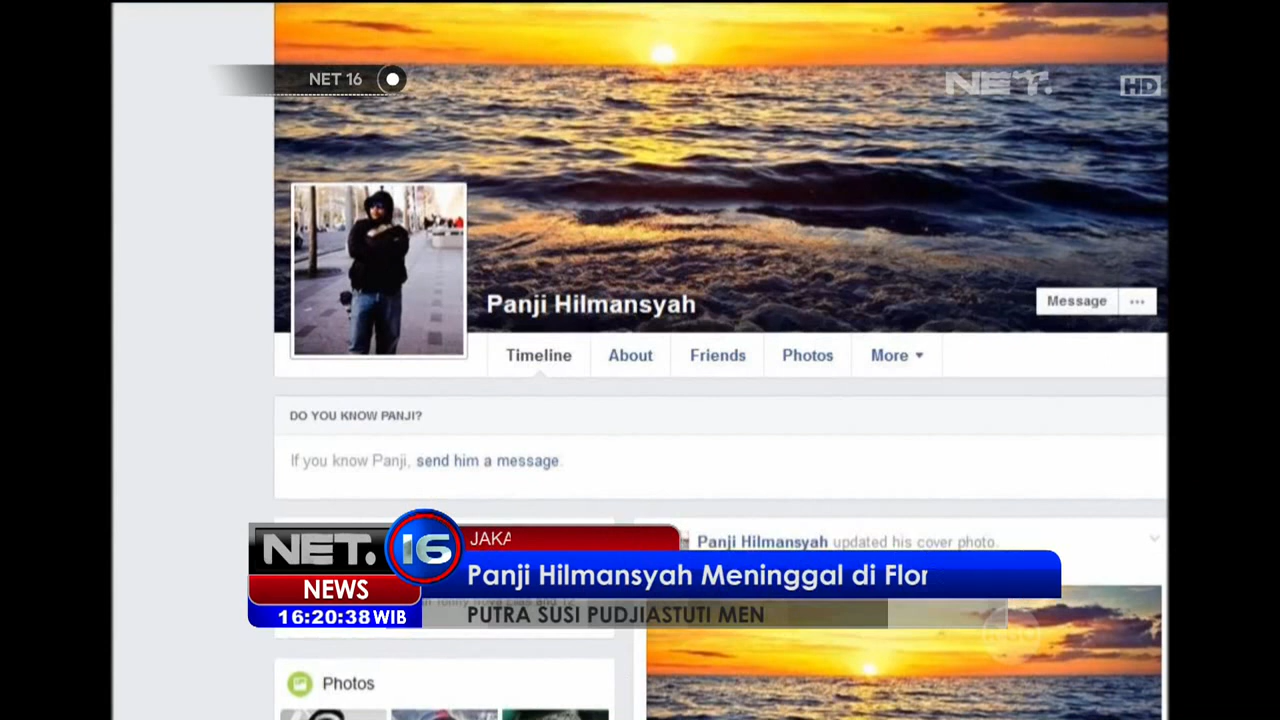 NET 16
NET.
HD
Panji Hilmansyah
Message
Timeline
About
Friends
Photos
More
DO YOU KNOW PANJI?
If you know Panji, send him a message.
Panji Hilmansyah updated his cover photo.
NET. 16
NEWS
16:20:38 WIB
JAKA
Panji Hilmansyah Meninggal di Flor
PUTRA SUSI PUDJIASTUTI MEN
Photos